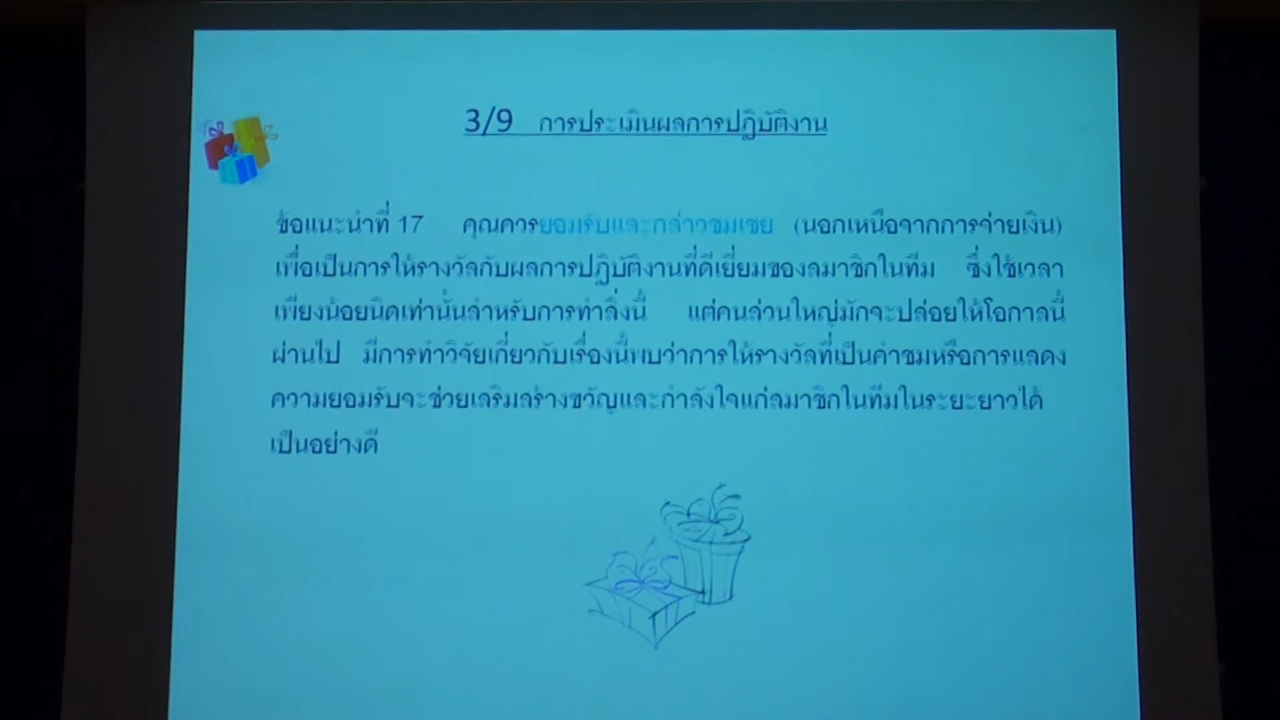 3/9 การประเมินผลการปฏิบัติงาน
ข้อแนะนำที่ 17 คุณควรยอมรับและกล่าวชมเชย (นอกเหนือจากการจ่ายเงิน)
เพื่อเป็นการให้รางวัลกับผลการปฏิบัติงานที่ดีเยี่ยมของสมาชิกในทีม ซึ่งใช้เวลา
เพียงน้อยนิดเท่านั้นสำหรับการทำสิ่งนี้ แต่คนส่วนใหญ่มักจะปล่อยให้โอกาสนี้
ผ่านไป มีการทำวิจัยเกี่ยวกับเรื่องนี้พบว่าการให้รางวัลที่เป็นคำชมหรือการแสดง
ความยอมรับจะช่วยเสริมสร้างขวัญและกำลังใจแก่สมาชิกในทีมในระยะยาวได้
เป็นอย่างดี